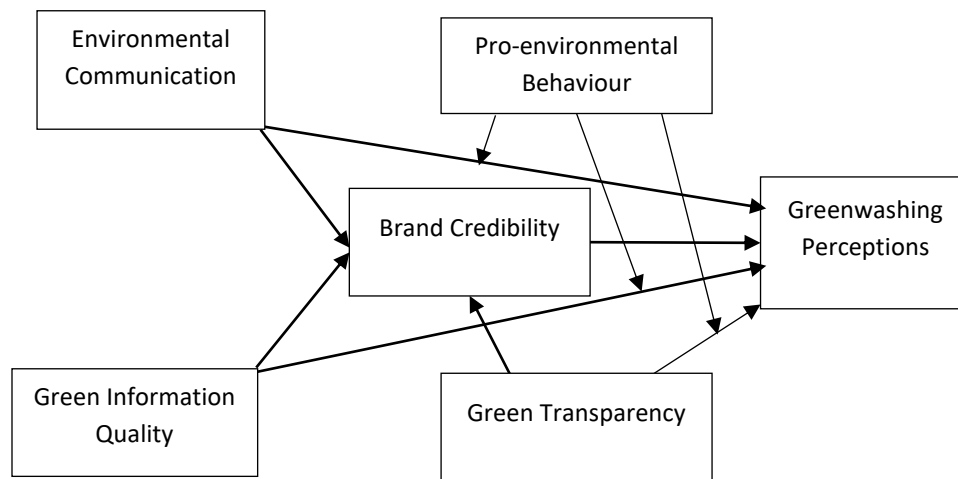 Environmental
Communication
Pro-environmental
Behaviour
Brand Credibility
Greenwashing
Perceptions
Green Information
Quality
Green Transparency